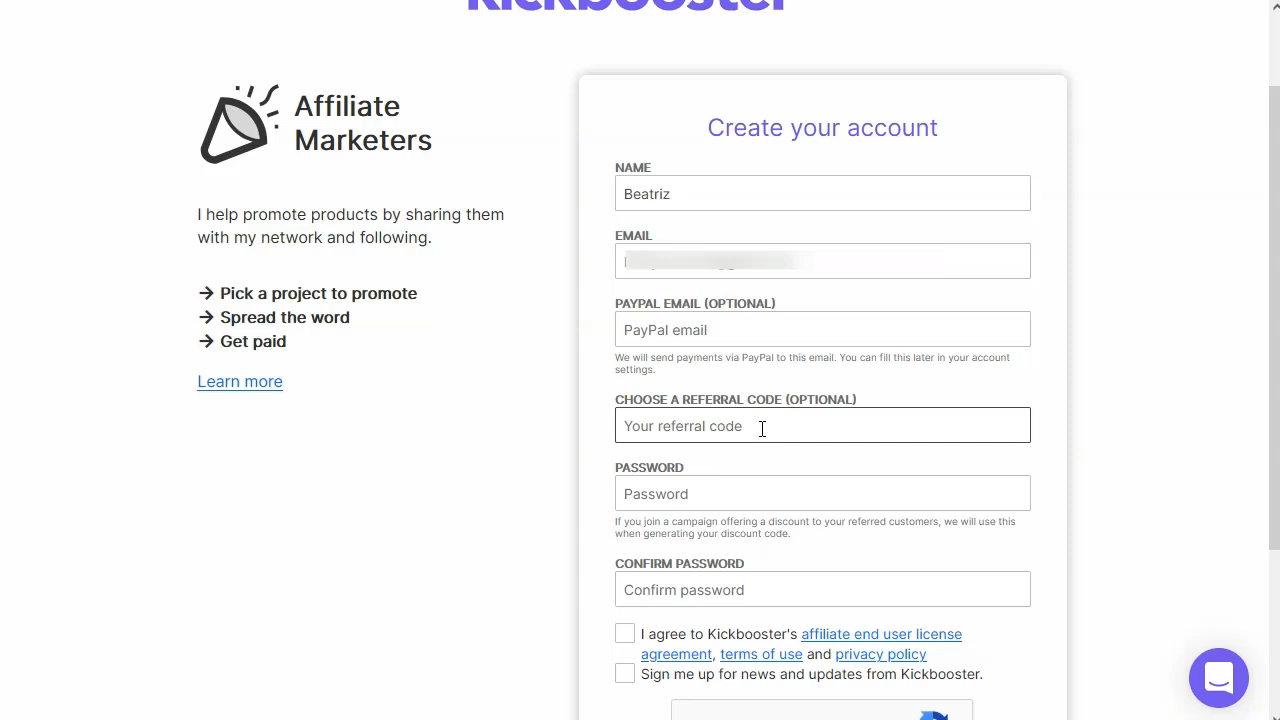 Kickbooster
Affiliate
Marketers
I help promote products by sharing them
with my network and following.
→ Pick a project to promote
→ Spread the word
→ Get paid
Learn more
Create your account
NAME
Beatriz
EMAIL
PAYPAL EMAIL (OPTIONAL)
PayPal email
We will send payments via PayPal to this email. You can fill this later in your account
settings.
CHOOSE A REFERRAL CODE (OPTIONAL)
Your referral code
PASSWORD
Password
If you join a campaign offering a discount to your referred customers, we will use this
when generating your discount code.
CONFIRM PASSWORD
Confirm password
I agree to Kickbooster's affiliate end user license
agreement, terms of use and privacy policy
Sign me up for news and updates from Kickbooster.